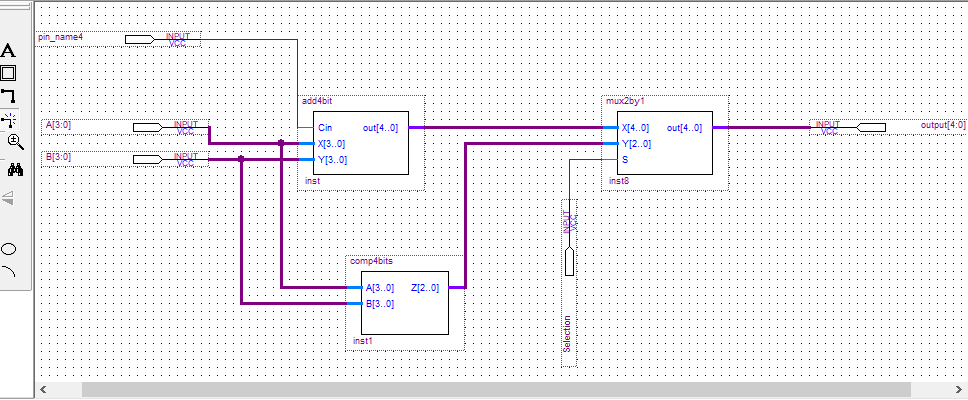 pin_name4
INPUT
VCC
add4bit
mux2by1
A[3:0]
INPUT
VCC
Cin
out[4..0]
X[4..0]
out[4..0]
INPUT
VCC
output[4:0]
X[3..0]
Y[2..0]
B[3:0]
INPUT
VCC
Y[3..0]
S
inst
inst8
INPUT
VCC
comp4bits
A[3..0]
Z[2..0]
B[3..0]
inst1
Selection
A